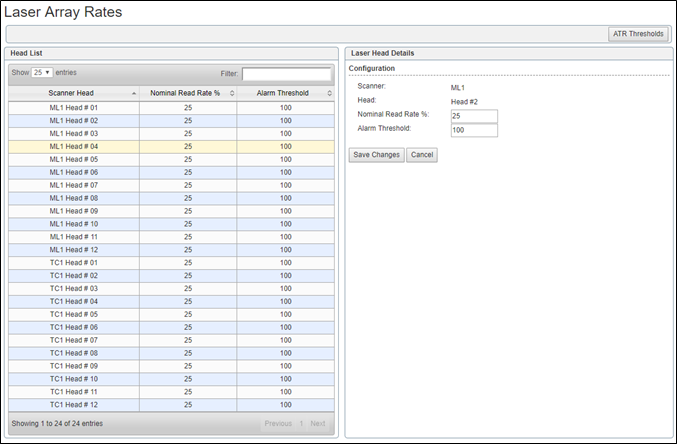 Laser Array Rates
ATR Thresholds
Head List
Show 25 entries Filter:
Scanner Head Nominal Read Rate % Alarm Threshold
ML1 Head # 01 25 100
ML1 Head # 02 25 100
ML1 Head # 03 25 100
ML1 Head # 04 25 100
ML1 Head # 05 25 100
ML1 Head # 06 25 100
ML1 Head # 07 25 100
ML1 Head # 08 25 100
ML1 Head # 09 25 100
ML1 Head # 10 25 100
ML1 Head # 11 25 100
ML1 Head # 12 25 100
TC1 Head # 01 25 100
TC1 Head # 02 25 100
TC1 Head # 03 25 100
TC1 Head # 04 25 100
TC1 Head # 05 25 100
TC1 Head # 06 25 100
TC1 Head # 07 25 100
TC1 Head # 08 25 100
TC1 Head # 09 25 100
TC1 Head # 10 25 100
TC1 Head # 11 25 100
TC1 Head # 12 25 100
Showing 1 to 24 of 24 entries Previous 1 Next
Laser Head Details
Configuration
Scanner: ML1
Head: Head #2
Nominal Read Rate %: 25
Alarm Threshold: 100
Save Changes Cancel